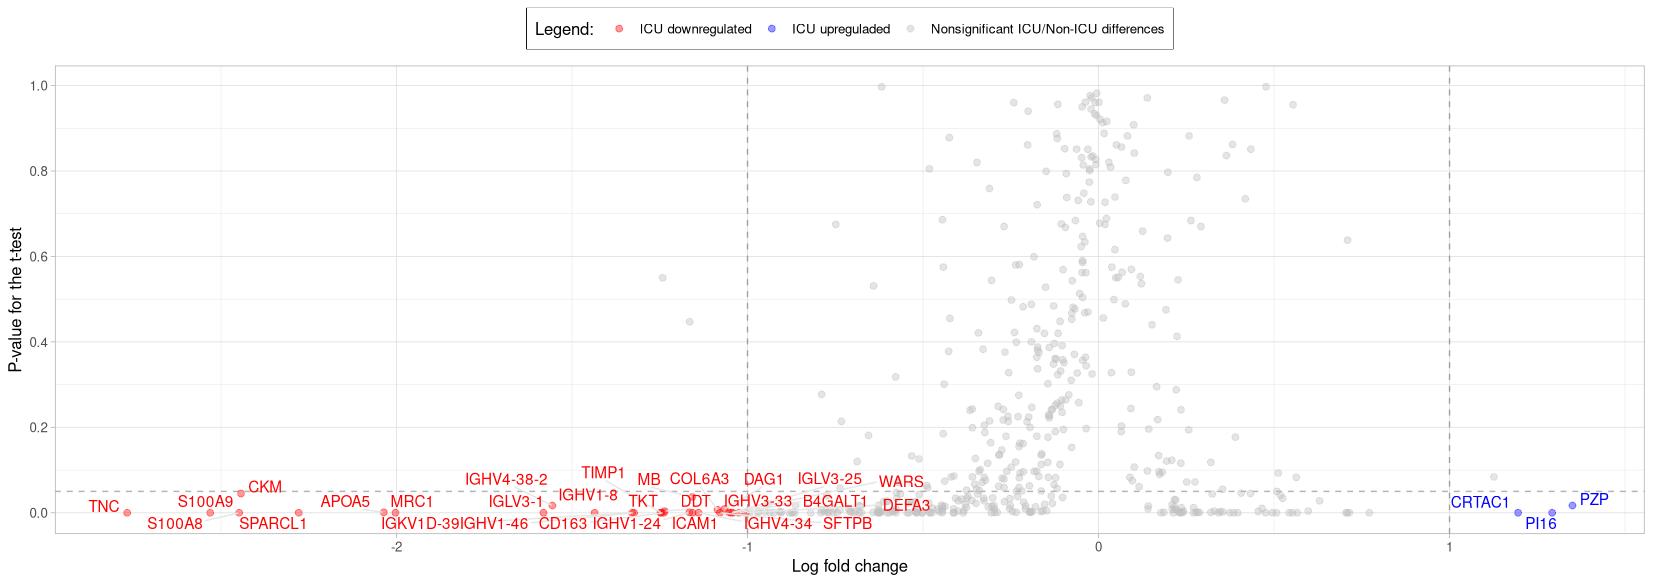 Legend: ICU downregulated ICU upreguladed Nonsignificant ICU/Non-ICU differences
P-value for the t-test
1.0
0.8
0.6
0.4
0.2
0.0
TIMP1
IGHV4-38-2 MB COL6A3 DAG1 IGLV3-25 WARS
CKM IGHV1-8
TNC S100A9 APOA5 MRC1 IGLV3-1 TKT DDT IGHV3-33 B4GALT1 DEFA3 CRTAC1 PZP
S100A8 SPARCL1 IGKV1D-39 IGHV1-46 CD163 IGHV1-24 ICAM1 IGHV4-34 SFTPB PI16
-2 -1 0 1
Log fold change